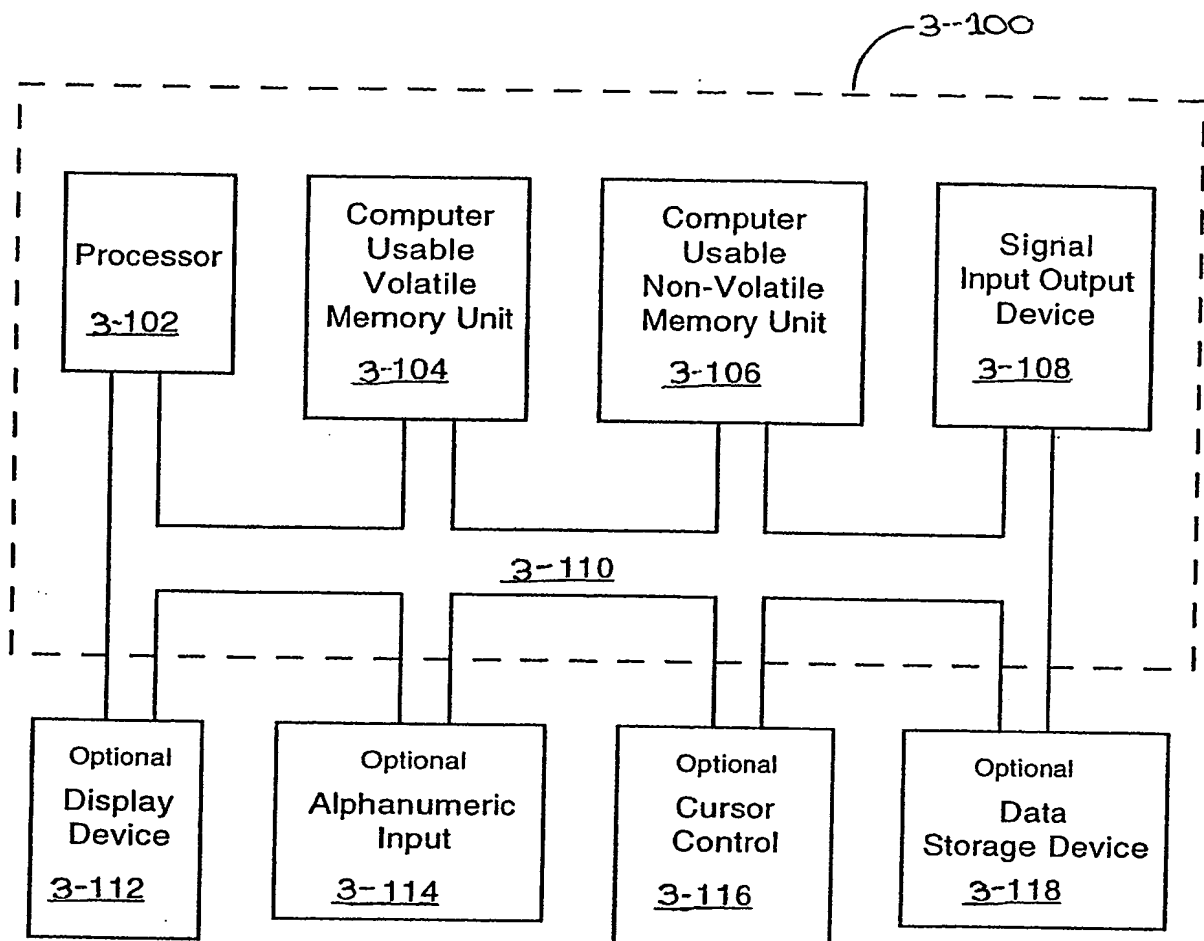 3--100
Processor
3-102
Computer
Usable
Volatile
Memory Unit
3-104
Computer
Usable
Non-Volatile
Memory Unit
3-106
Signal
Input Output
Device
3-108
3-110
Optional
Display
Device
3-112
Optional
Alphanumeric
Input
3-114
Optional
Cursor
Control
3-116
Optional
Data
Storage Device
3-118